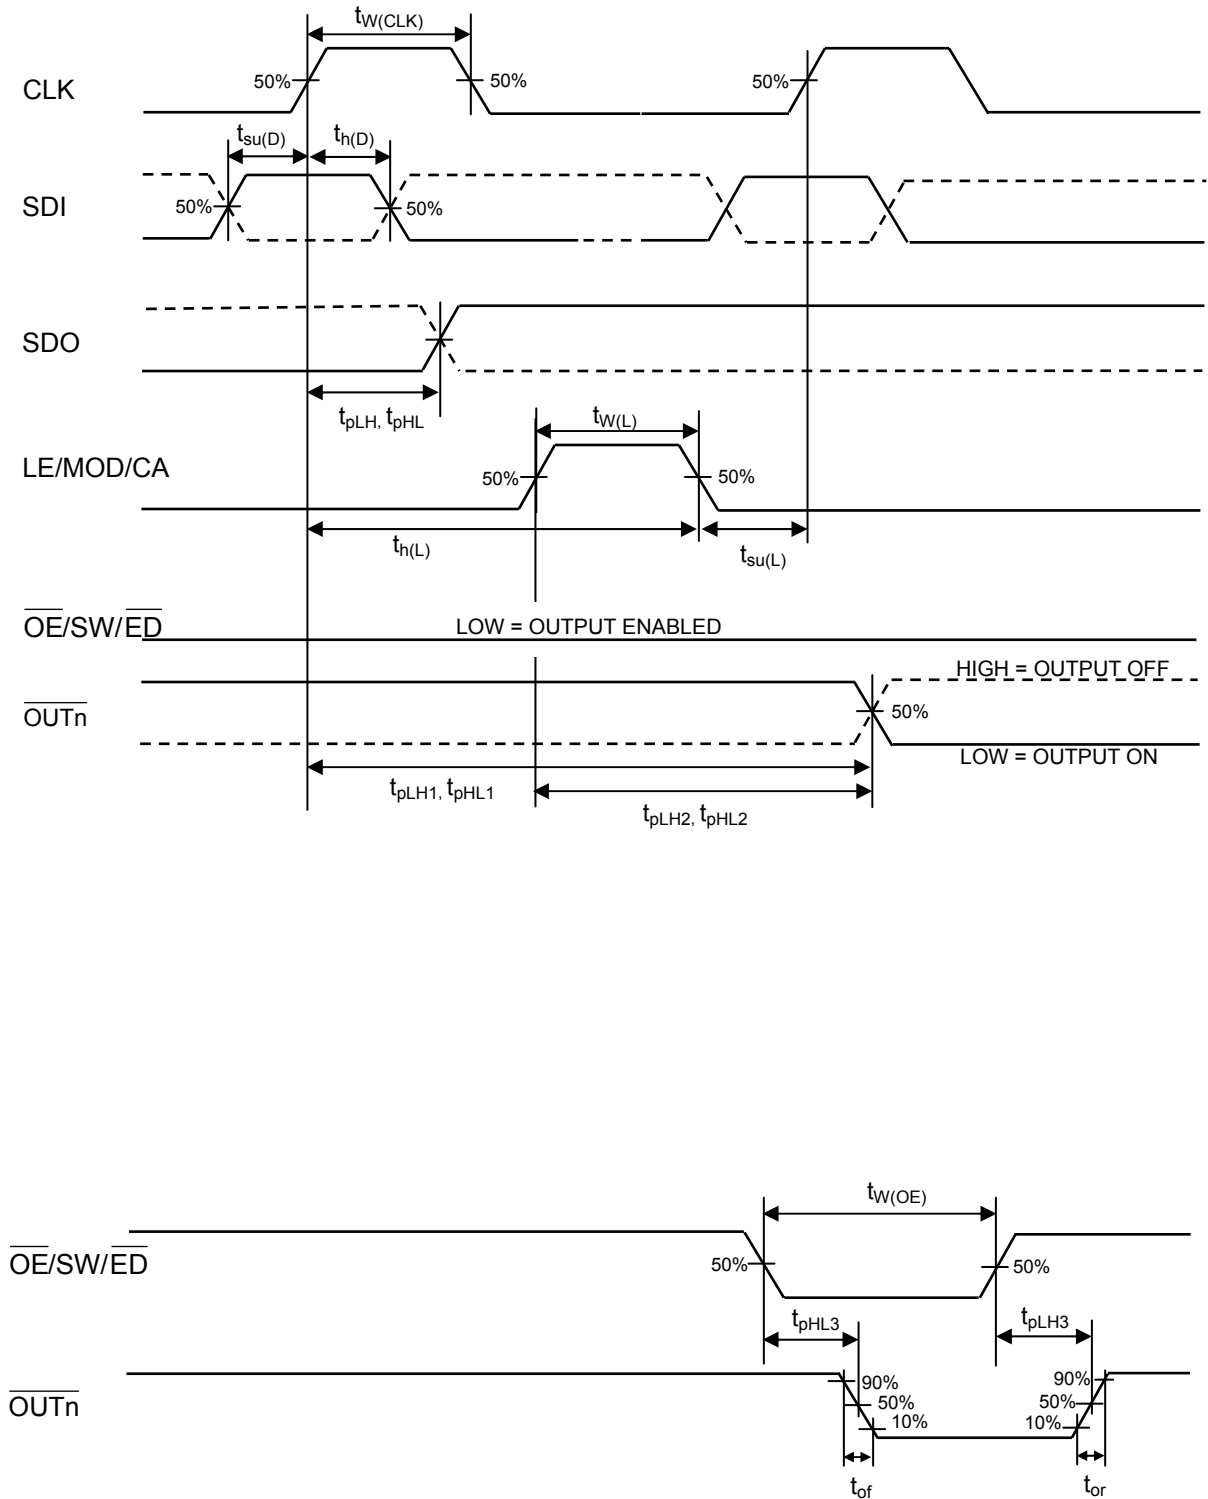 tW(CLK)
CLK
50%
50%
50%
tsu(D)
th(D)
SDI
50%
50%
SDO
tpLH, tpHL
tW(L)
LE/MOD/CA
50%
50%
th(L)
tsu(L)
OE/SW/ED
LOW = OUTPUT ENABLED
HIGH = OUTPUT OFF
OUTn
50%
LOW = OUTPUT ON
tpLH1, tpHL1
tpLH2, tpHL2
tW(OE)
OE/SW/ED
50%
50%
tpHL3
tpLH3
OUTn
90%
50%
10%
90%
50%
10%
tof
tor